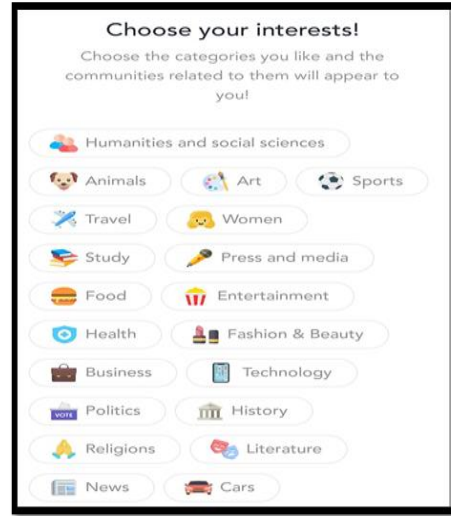 Choose your interests!
Choose the categories you like and the
communities related to them will appear to
you!
Humanities and social sciences
Animals Art Sports
Travel Women
Study Press and media
Food Entertainment
Health Fashion & Beauty
Business Technology
VOTE Politics History
Religions Literature
News Cars